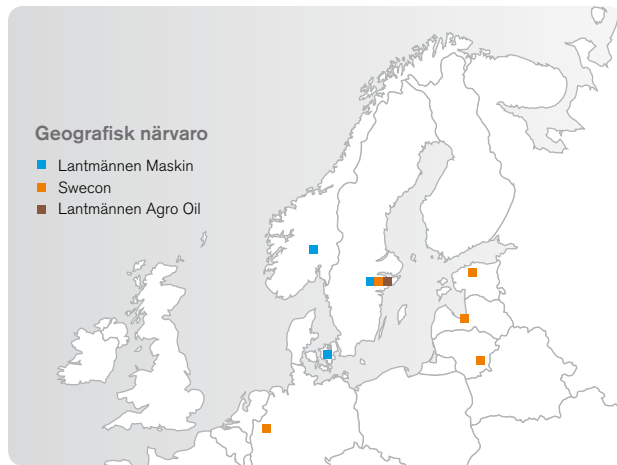 Geografisk närvaro
Lantmännen Maskin
Swecon
Lantmännen Agro Oil